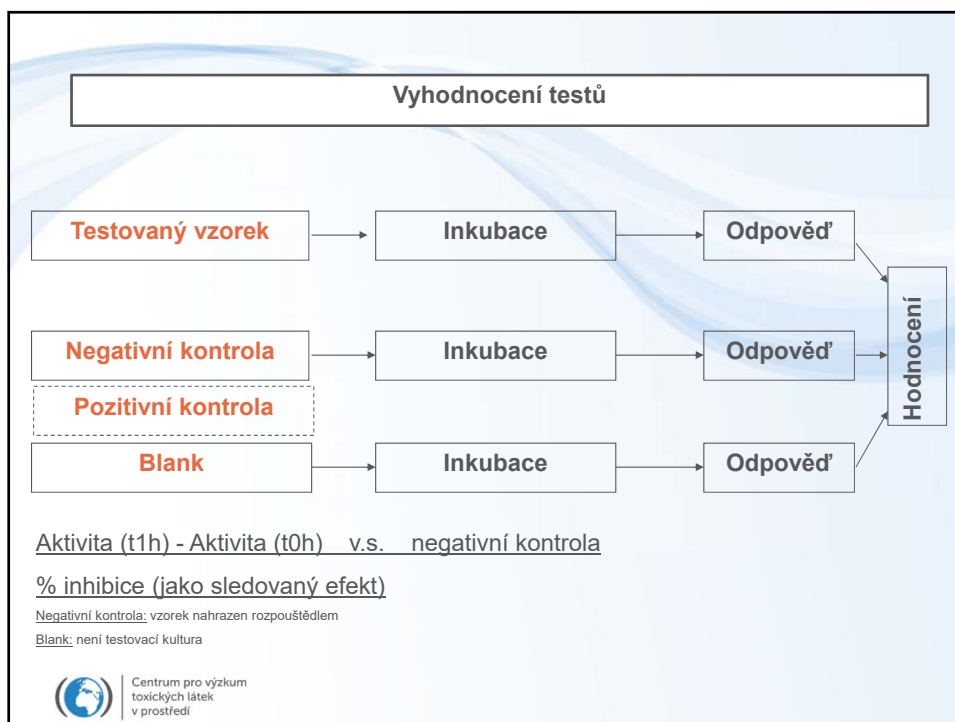 Vyhodnocení testů
Testovaný vzorek
Inkubace
Odpověď
Negativní kontrola
Inkubace
Odpověď
Hodnocení
Pozitivní kontrola
Blank
Inkubace
Odpověď
Aktivita (t1h) - Aktivita (t0h) v.s. negativní kontrola
% inhibice (jako sledovaný efekt)
Negativní kontrola: vzorek nahrazen rozpouštědlem
Blank: není testovací kultura
Centrum pro výzkum
toxických látek
v prostředí